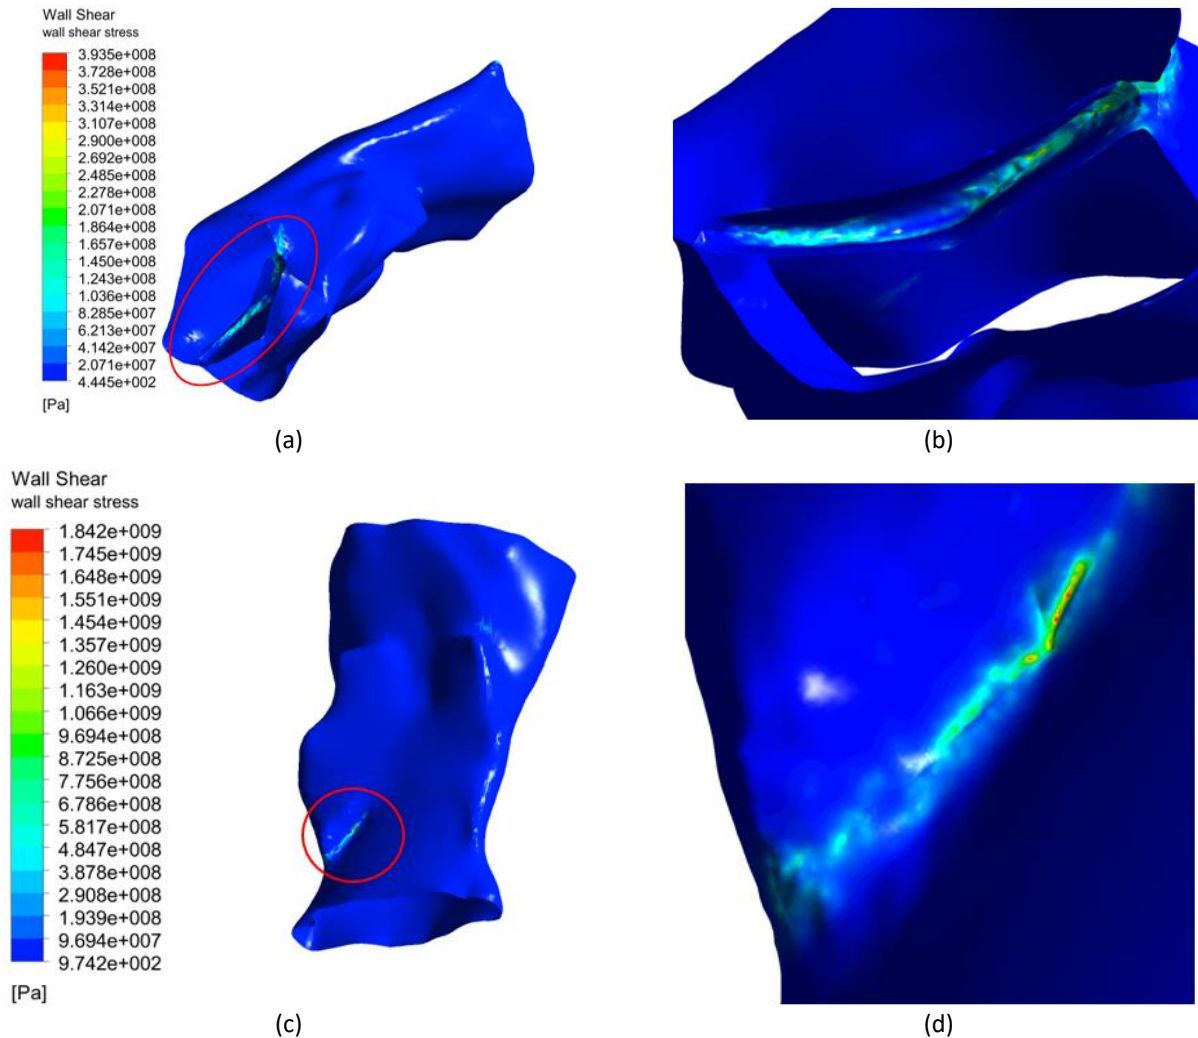 Wall Shear
wall shear stress
3.935e+008
3.728e+008
3.521e+008
3.314e+008
3.107e+008
2.900e+008
2.692e+008
2.485e+008
2.278e+008
2.071e+008
1.864e+008
1.657e+008
1.450e+008
1.243e+008
1.036e+008
8.285e+007
6.213e+007
4.142e+007
2.071e+007
4.445e+002
[Pa]
(a)
(b)
Wall Shear
wall shear stress
1.842e+009
1.745e+009
1.648e+009
1.551e+009
1.454e+009
1.357e+009
1.260e+009
1.163e+009
1.066e+009
9.694e+008
8.725e+008
7.756e+008
6.786e+008
5.817e+008
4.847e+008
3.878e+008
2.908e+008
1.939e+008
9.694e+007
9.742e+002
[Pa]
(c)
(d)